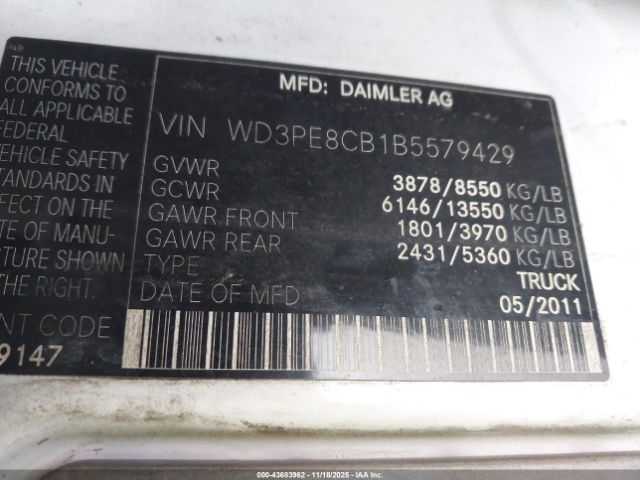 THIS VEHICLE
CONFORMS TO
ALL APPLICABLE
FEDERAL
VEHICLE SAFETY
STANDARDS IN
EFFECT ON THE
DATE OF MANU-
TURE SHOWN
THE RIGHT.
NT CODE
9147
MFD: DAIMLER AG
VIN WD3PE8CB1B5579429
GVWR 3878/8550 KG/LB
GCWR 6146/13550 KG/LB
GAWR FRONT 1801/3970 KG/LB
GAWR REAR 2431/5360 KG/LB
TYPE TRUCK
DATE OF MFD 05/2011
000-43683962 - 11/18/2025 - IAA Inc.